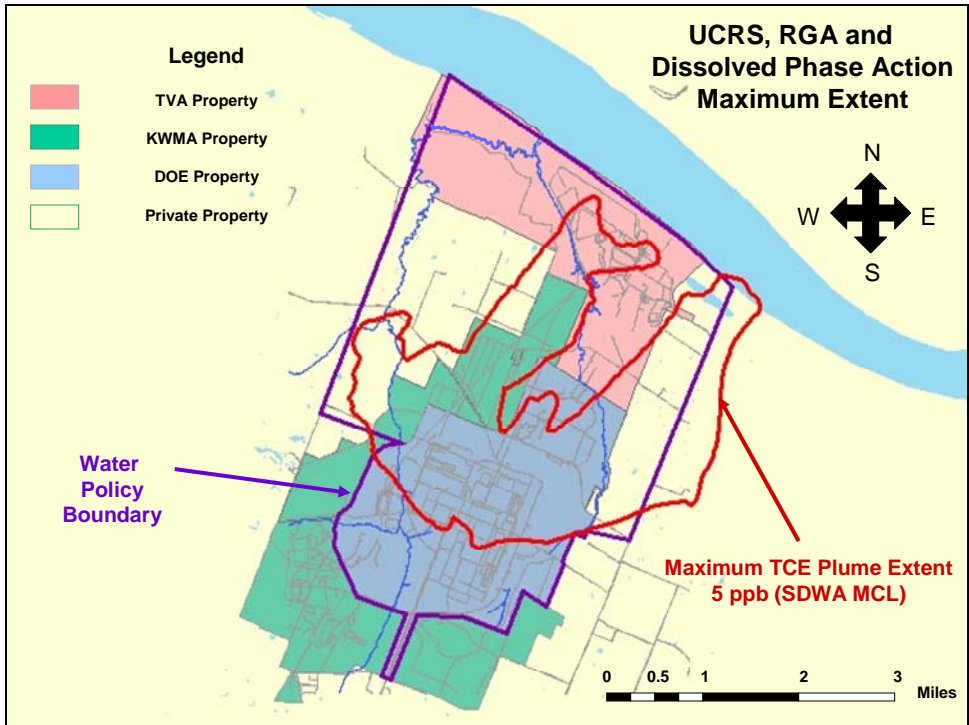 UCRS, RGA and
Dissolved Phase Action
Maximum Extent
Legend
TVA Property
KWMA Property
DOE Property
Private Property
N
W
E
S
Water
Policy
Boundary
Maximum TCE Plume Extent
5 ppb (SDWA MCL)
0 0.5 1 2 3
Miles